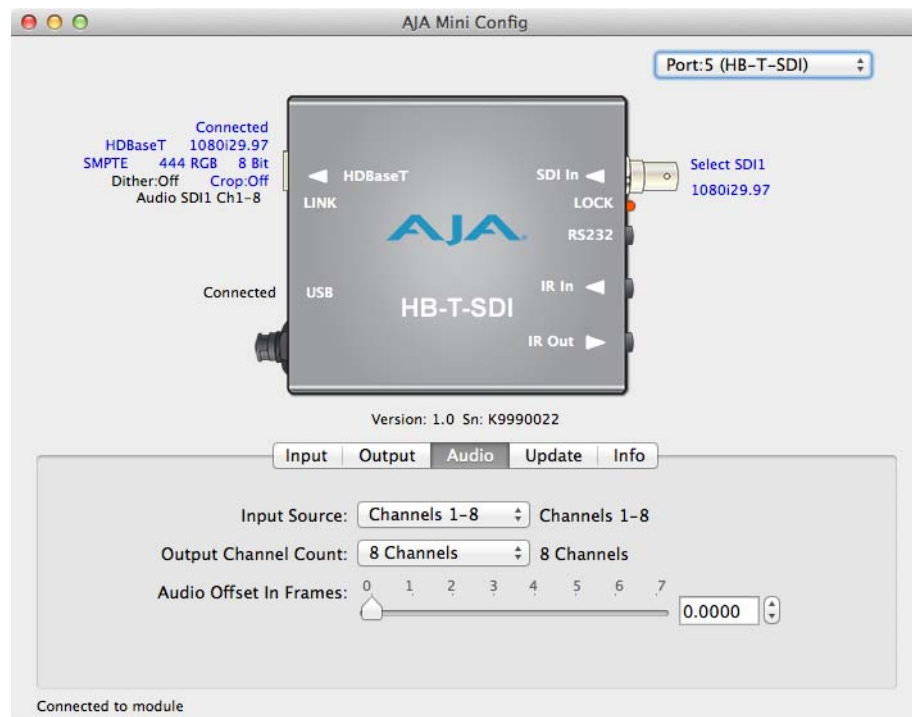 AJA Mini Config
Port:5 (HB-T-SDI)
Connected
HDBaseT 1080i29.97
SMPTE 444 RGB 8 Bit
Dither:Off Crop:Off
Audio SDI1 Ch1-8
HDBaseT
LINK
SDI In
LOCK
Select SDI1
1080i29.97
AJA
RS232
Connected
USB
IR In
HB-T-SDI
IR Out
Version: 1.0 Sn: K9990022
Input Output Audio Update Info
Input Source: Channels 1-8 Channels 1-8
Output Channel Count: 8 Channels 8 Channels
0 1 2 3 4 5 6 7
Audio Offset In Frames: 0.0000
Connected to module